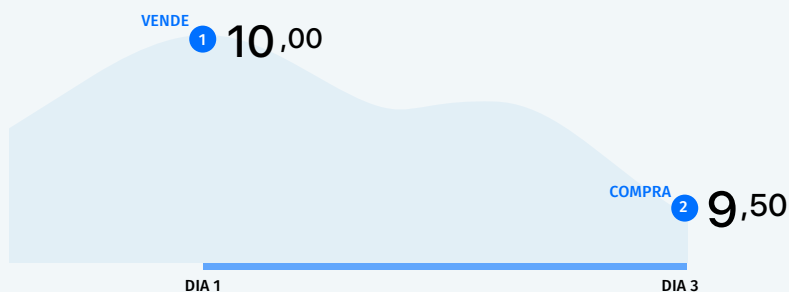 VENDE
1
10,00
COMPRA
2
9,50
DIA 1
DIA 3